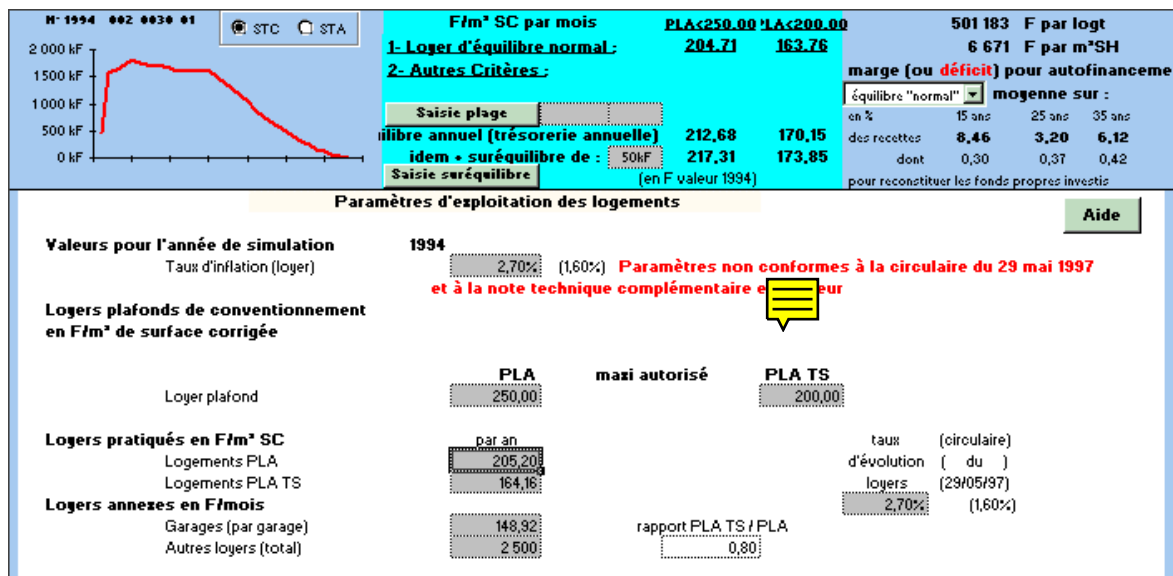 N· 1994 002 0030 01
STC STA
2 000 kF
1500 kF
1000 kF
500 kF
0 kF
F/m² SC par mois PLA<250.00 'LA<200.00
1- Loyer d'équilibre normal : 204.71 163.76
2- Autres Critères :
Saisie plage
ilibre annuel (trésorerie annuelle) 212,68 170,15
idem + suréquilibre de : 50kF 217,31 173,85
Saisie suréquilibre (en F valeur 1994)
501 183 F par logt
6 671 F par m²SH
marge (ou déficit) pour autofinanceme
équilibre "normal" moyenne sur :
en % 15 ans 25 ans 35 ans
des recettes 8,46 3,20 6,12
dont 0,30 0,37 0,42
pour reconstituer les fonds propres investis
Paramètres d'exploitation des logements
Aide
Valeurs pour l'année de simulation 1994
Taux d'inflation (loyer) 2,70% (1,60%) Paramètres non conformes à la circulaire du 29 mai 1997
et à la note technique complémentaire e eur
Loyers plafonds de conventionnement
en F/m² de surface corrigée
PLA maxi autorisé PLA TS
Loyer plafond 250,00 200,00
Loyers pratiqués en F/m² SC par an taux (circulaire)
Logements PLA 205,20 d'évolution ( du )
Logements PLA TS 164,16 loyers (29/05/97)
Loyers annexes en F/mois 2,70% (1,60%)
Garages (par garage) 148,92 rapport PLA TS / PLA
Autres loyers (total) 2 500 0,80